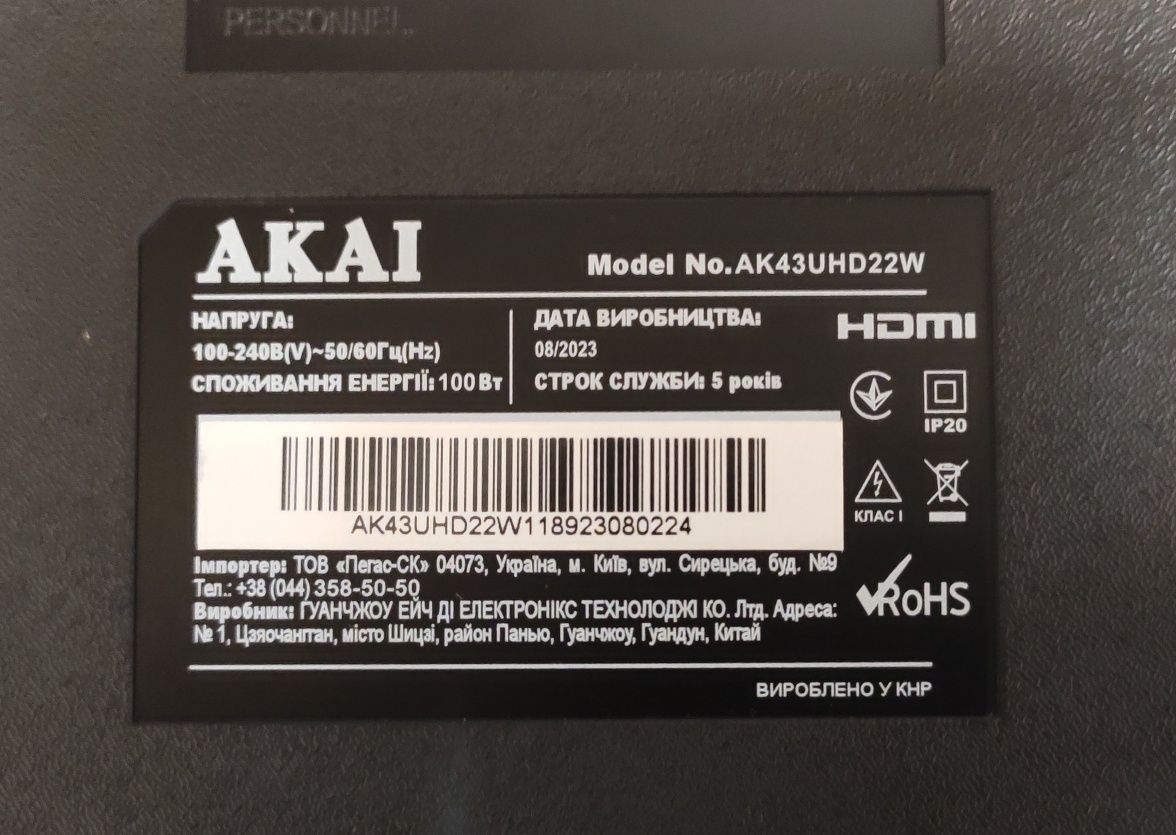 PERSONNEL.
AKAI
Model No.AK43UHD22W
НАПРУГА:
100-240В(V)~50/60Гц(Hz)
СПОЖИВАННЯ ЕНЕРГІЇ: 100 Вт
ДАТА ВИРОБНИЦТВА:
08/2023
СТРОК СЛУЖБИ: 5 років
HDMI
IP20
КЛАС I
AK43UHD22W118923080224
Імпортер: ТОВ «Пегас-СК» 04073, Україна, м. Київ, вул. Сирецька, буд. №9
Тел.: +38 (044) 358-50-50
Виробник: ГУАНЧЖОУ ЕЙЧ ДІ ЕЛЕКТРОНІКС ТЕХНОЛОДЖІ КО. Лтд. Адреса:
№ 1, Цзяочангтан, місто Шицзі, район Панью, Гуанчжоу, Гуандун, Китай
RoHS
ВИРОБЛЕНО У КНР